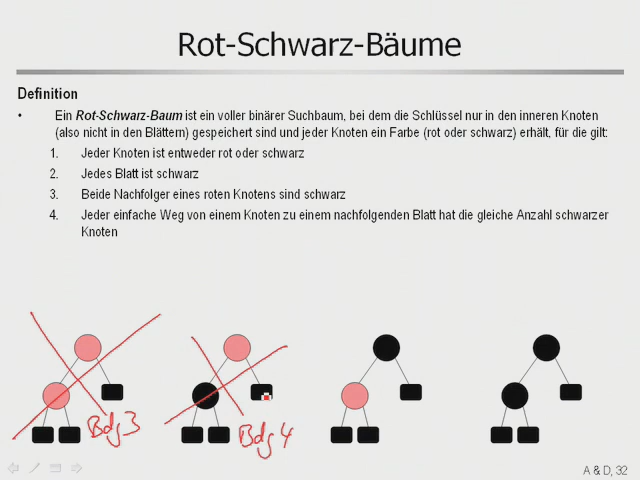 Rot-Schwarz-Bäume
Definition
• Ein Rot-Schwarz-Baum ist ein voller binärer Suchbaum, bei dem die Schlüssel nur in den inneren Knoten
(also nicht in den Blättern) gespeichert sind und jeder Knoten ein Farbe (rot oder schwarz) erhält, für die gilt:
1. Jeder Knoten ist entweder rot oder schwarz
2. Jedes Blatt ist schwarz
3. Beide Nachfolger eines roten Knotens sind schwarz
4. Jeder einfache Weg von einem Knoten zu einem nachfolgenden Blatt hat die gleiche Anzahl schwarzer
Knoten
Bdg 3
Bdg 4
A & D, 32